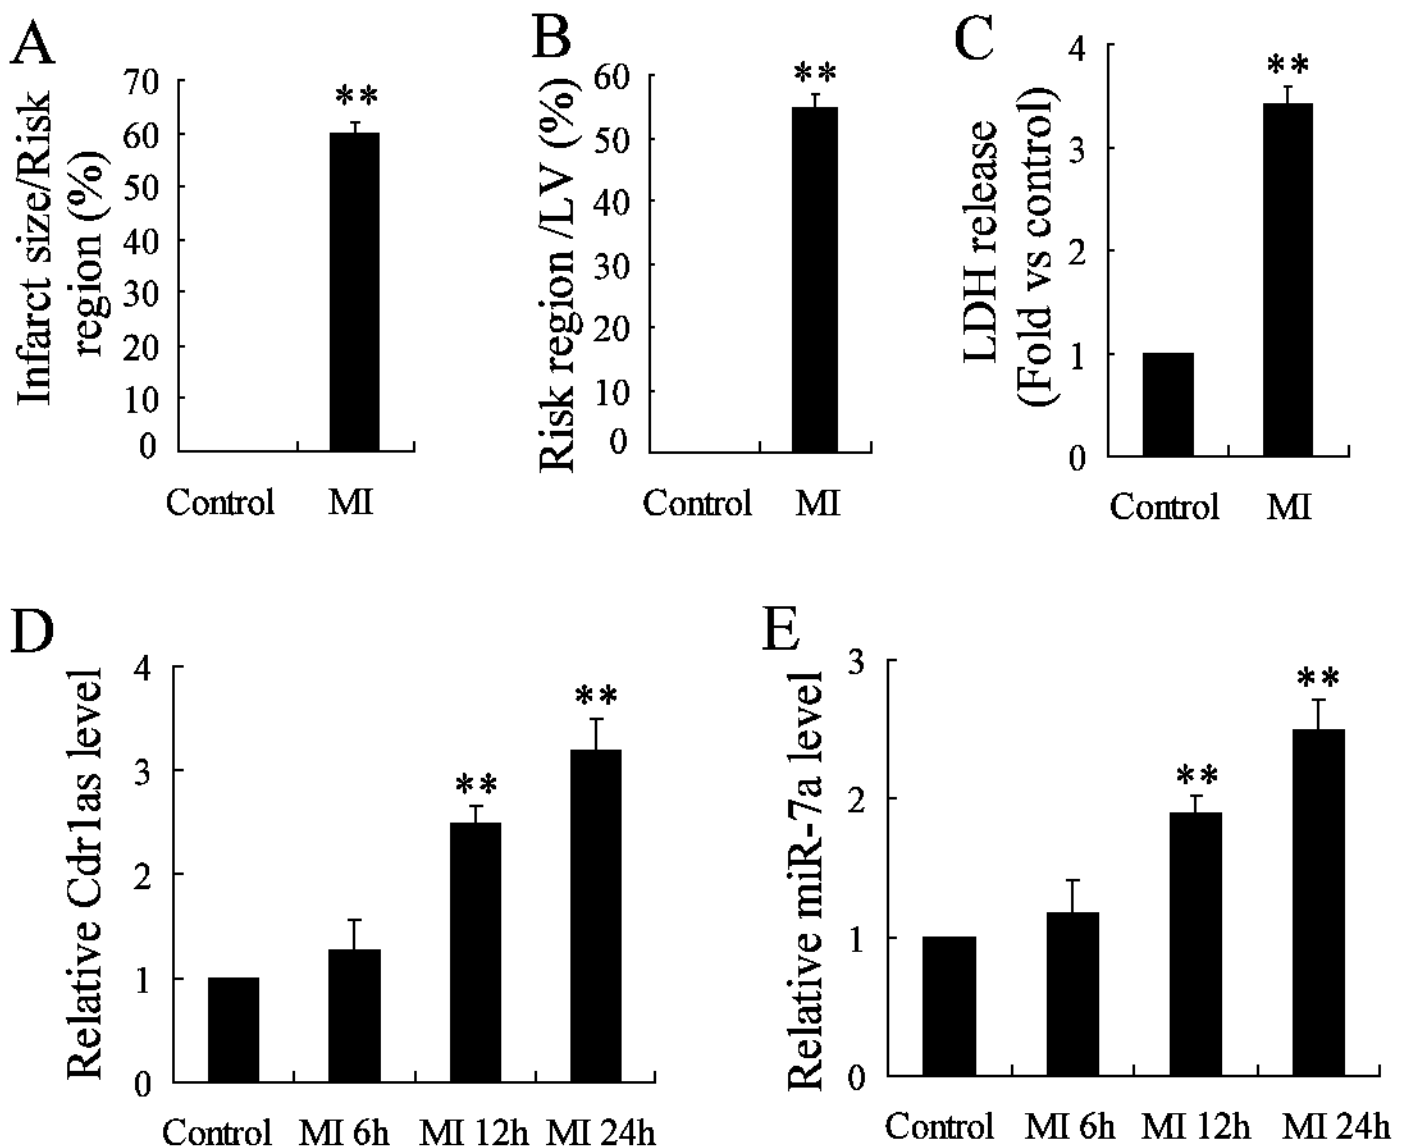 A
Infarct size/Risk
region (%)
70
60
50
40
30
20
10
0
**
Control MI
B
Risk region /LV (%)
60
50
40
30
20
10
0
**
Control MI
C
LDH release
(Fold vs control)
4
3
2
1
0
**
Control MI
D
Relative Cdr1as level
4
3
2
1
0
**
**
Control MI 6h MI 12h MI 24h
E
Relative miR-7a level
3
2
1
0
**
**
Control MI 6h MI 12h MI 24h